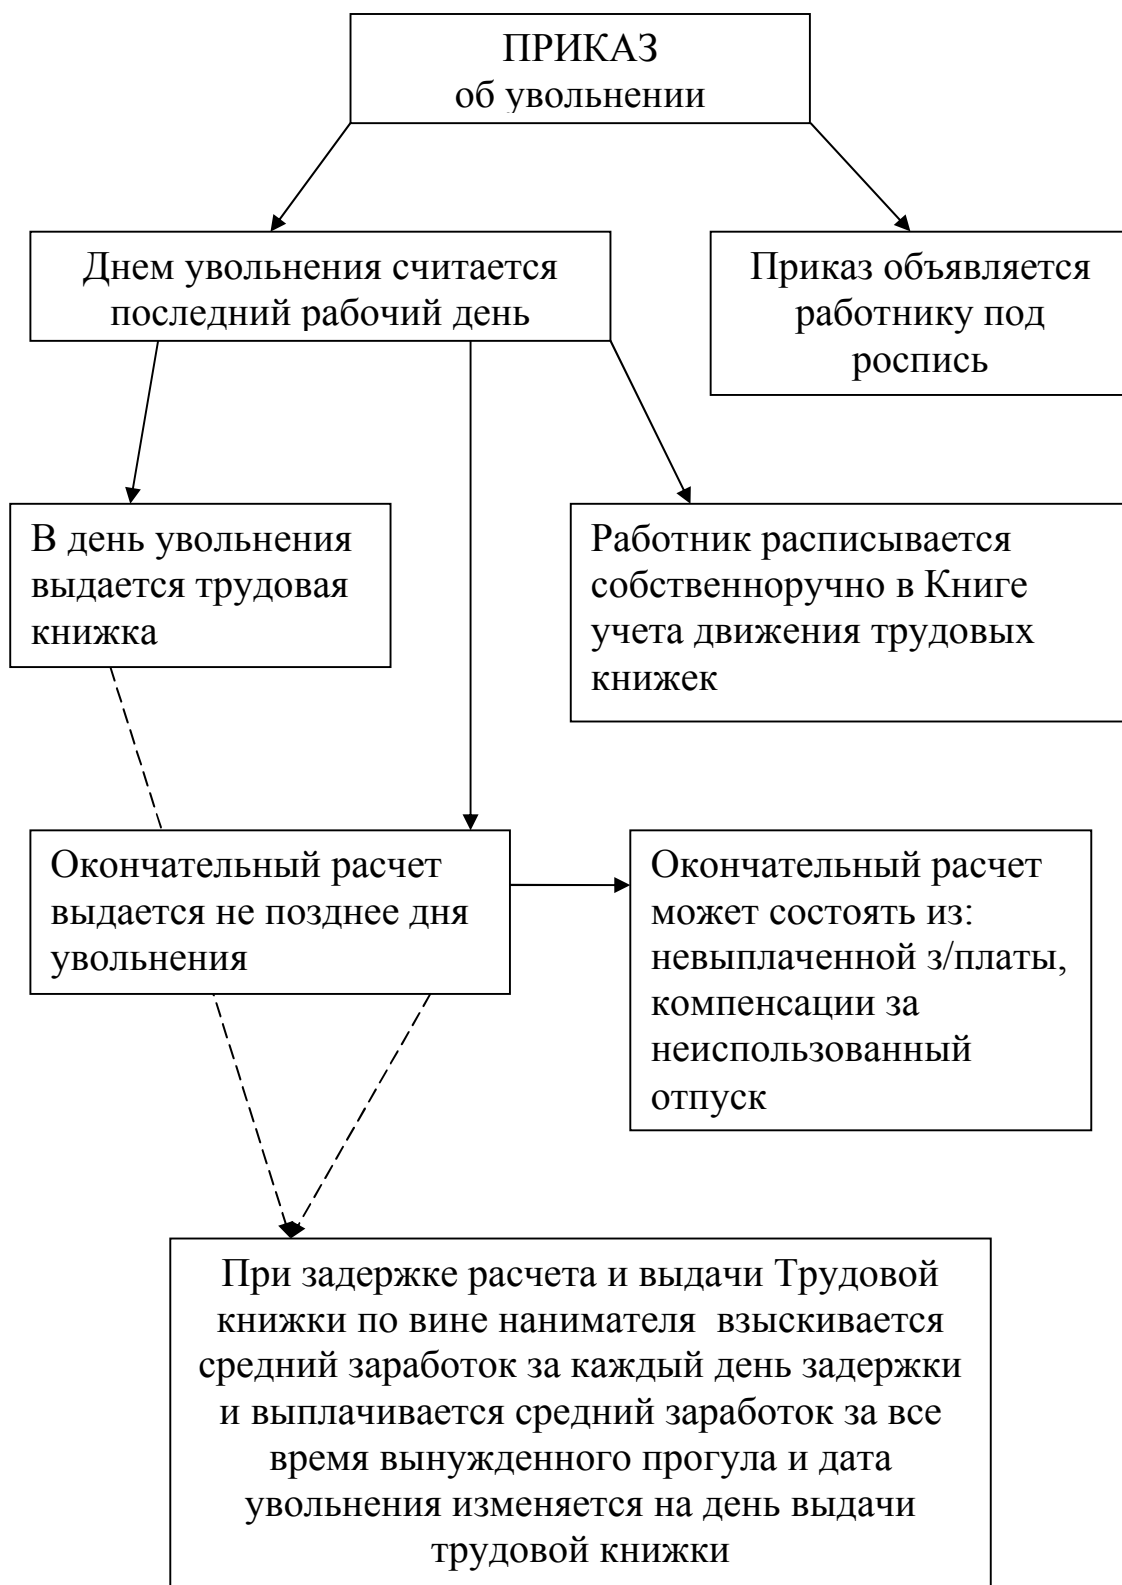 ПРИКАЗ
об увольнении
Днем увольнения считается
последний рабочий день
Приказ объявляется
работнику под
роспись
В день увольнения
выдается трудовая
книжка
Работник расписывается
собственноручно в Книге
учета движения трудовых
книжек
Окончательный расчет
выдается не позднее дня
увольнения
Окончательный расчет
может состоять из:
невыплаченной з/платы,
компенсации за
неиспользованный
отпуск
При задержке расчета и выдачи Трудовой
книжки по вине нанимателя взыскивается
средний заработок за каждый день задержки
и выплачивается средний заработок за все
время вынужденного прогула и дата
увольнения изменяется на день выдачи
трудовой книжки